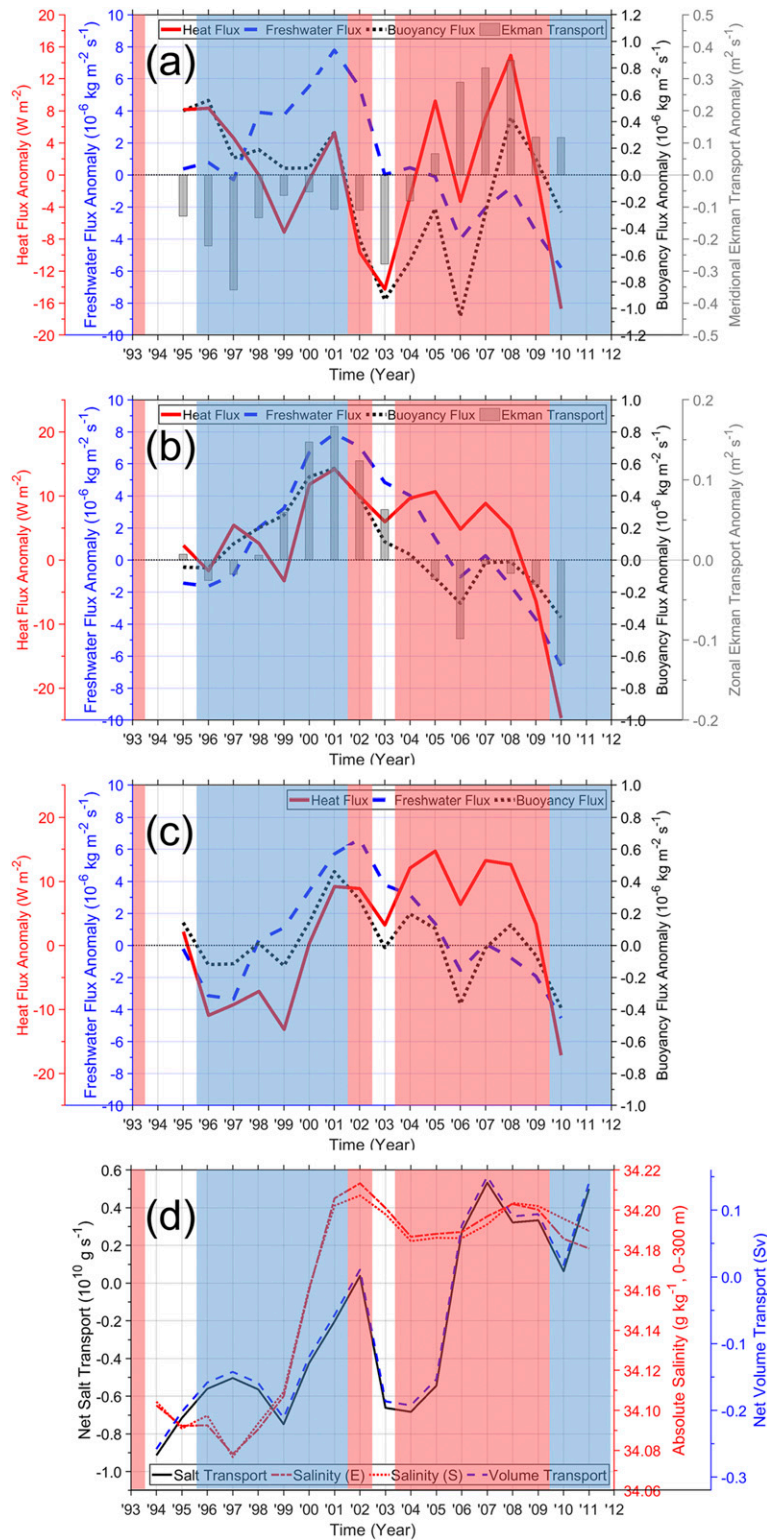 Heat Flux Freshwater Flux Buoyancy Flux Ekman Transport
(a)
Heat Flux Anomaly (W m-2)
20 16 12 8 4 0 -4 -8 -12 -16 -20
Freshwater Flux Anomaly (10-6 kg m-2 s-1)
10 8 6 4 2 0 -2 -4 -6 -8 -10
Buoyancy Flux Anomaly (10-6 kg m-2 s-1)
1.2 1.0 0.8 0.6 0.4 0.2 0.0 -0.2 -0.4 -0.6 -0.8 -1.0 -1.2
Meridional Ekman Transport Anomaly (m2 s-1)
0.5 0.4 0.3 0.2 0.1 0.0 -0.1 -0.2 -0.3 -0.4 -0.5
'93 '94 '95 '96 '97 '98 '99 '00 '01 '02 '03 '04 '05 '06 '07 '08 '09 '10 '11 '12
Time (Year)
Heat Flux Freshwater Flux Buoyancy Flux Ekman Transport
(b)
Heat Flux Anomaly (W m-2)
20 10 0 -10 -20
Freshwater Flux Anomaly (10-6 kg m-2 s-1)
10 8 6 4 2 0 -2 -4 -6 -8 -10
Buoyancy Flux Anomaly (10-6 kg m-2 s-1)
1.0 0.8 0.6 0.4 0.2 0.0 -0.2 -0.4 -0.6 -0.8 -1.0
Zonal Ekman Transport Anomaly (m2 s-1)
0.2 0.1 0.0 -0.1 -0.2
'93 '94 '95 '96 '97 '98 '99 '00 '01 '02 '03 '04 '05 '06 '07 '08 '09 '10 '11 '12
Time (Year)
Heat Flux Freshwater Flux Buoyancy Flux
(c)
Heat Flux Anomaly (W m-2)
20 10 0 -10 -20
Freshwater Flux Anomaly (10-6 kg m-2 s-1)
10 8 6 4 2 0 -2 -4 -6 -8 -10
Buoyancy Flux Anomaly (10-6 kg m-2 s-1)
1.0 0.8 0.6 0.4 0.2 0.0 -0.2 -0.4 -0.6 -0.8 -1.0
'93 '94 '95 '96 '97 '98 '99 '00 '01 '02 '03 '04 '05 '06 '07 '08 '09 '10 '11 '12
Time (Year)
(d)
Net Salt Transport (10^10 g s-1)
0.6 0.4 0.2 0.0 -0.2 -0.4 -0.6 -0.8 -1.0
Absolute Salinity (g kg-1, 0–300 m)
34.22 34.20 34.18 34.16 34.14 34.12 34.10 34.08 34.06
Net Volume Transport (Sv)
0.1 0.0 -0.1 -0.2 -0.3
Salt Transport Salinity (E) Salinity (S) Volume Transport
'93 '94 '95 '96 '97 '98 '99 '00 '01 '02 '03 '04 '05 '06 '07 '08 '09 '10 '11 '12
Time (Year)